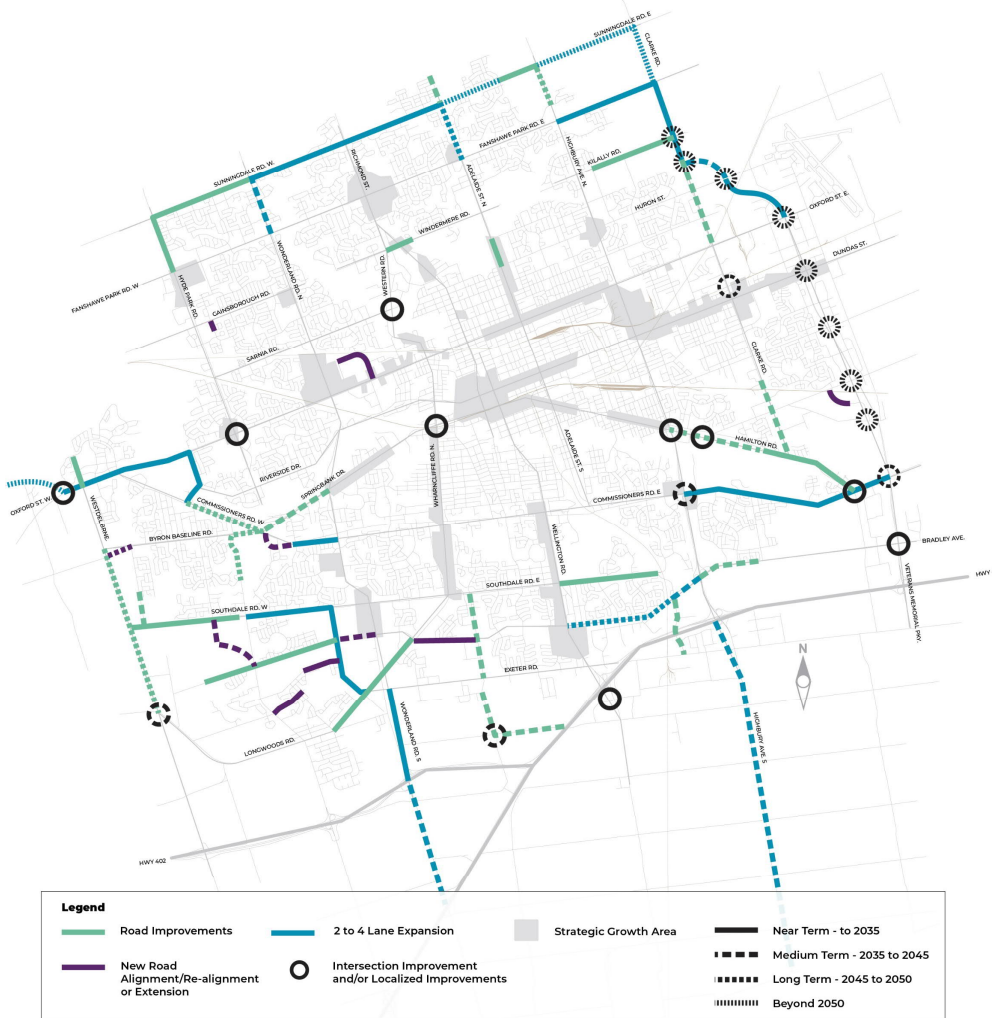 SUNNINGDALE RD. E
CLARKE RD.
FANSHAWE PARK RD. E
RICHMOND ST.
HIGHBURY AVE. N.
KILALLY RD.
SUNNINGDALE RD. W.
ADELAIDE ST. N
HURON ST.
OXFORD ST. E.
WINDERMERE RD.
WONDERLAND RD. N
DUNDAS ST.
WESTERN RD.
HYDE PARK RD.
FANSHAWE PARK RD. W
GAINSBOROUGH RD.
SARNIA RD.
CLARKE RD.
ADELAIDE ST. S
HAMILTON RD.
WHARNCLIFFE RD. N.
RIVERSIDE DR.
SPRINGBANK DR.
OXFORD ST. W
WESTDELBRNE.
COMMISSIONERS RD. W
COMMISSIONERS RD. E
BYRON BASELINE RD.
WELLINGTON RD.
BRADLEY AVE.
VETERANS MEMORIAL PKY.
HWY
SOUTHDALE RD. E
SOUTHDALE RD. W
N
EXETER RD.
LONGWOODS RD.
WONDERLAND RD. S
HIGHBURY AVE. S
HWY 402
Legend
Road Improvements
2 to 4 Lane Expansion
Strategic Growth Area
Near Term - to 2035
New Road
Alignment/Re-alignment
or Extension
Intersection Improvement
and/or Localized Improvements
Medium Term - 2035 to 2045
Long Term - 2045 to 2050
Beyond 2050